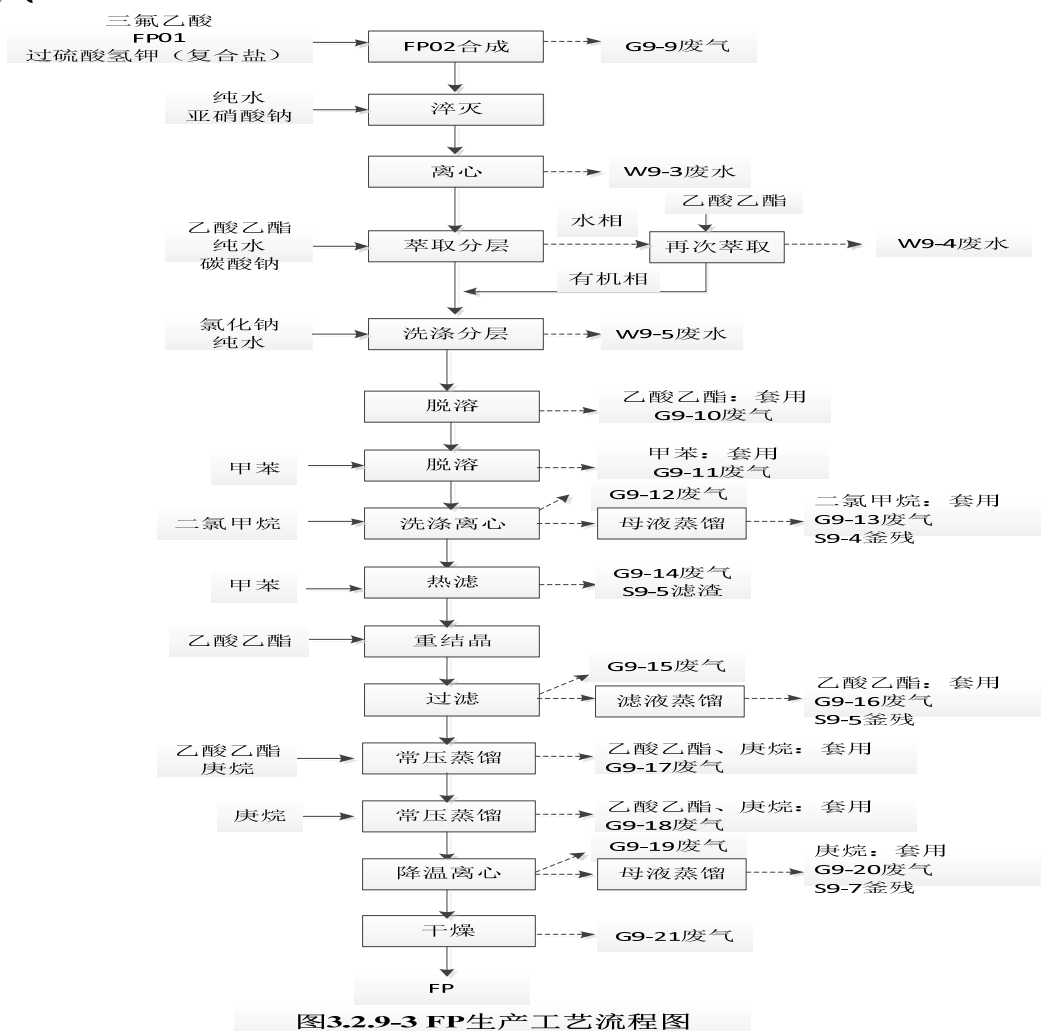 三氟乙酸
FP01
过硫酸氢钾（复合盐）
FP02合成
G9-9废气
纯水
亚硝酸钠
淬灭
离心
W9-3废水
乙酸乙酯
乙酸乙酯
纯水
碳酸钠
萃取分层
水相
再次萃取
W9-4废水
有机相
氯化钠
纯水
洗涤分层
W9-5废水
脱溶
乙酸乙酯：套用
G9-10废气
甲苯
脱溶
甲苯：套用
G9-11废气
二氯甲烷
洗涤离心
G9-12废气
母液蒸馏
二氯甲烷：套用
G9-13废气
S9-4釜残
甲苯
热滤
G9-14废气
S9-5滤渣
乙酸乙酯
重结晶
过滤
G9-15废气
滤液蒸馏
乙酸乙酯：套用
G9-16废气
S9-5釜残
乙酸乙酯
庚烷
常压蒸馏
乙酸乙酯、庚烷：套用
G9-17废气
庚烷
常压蒸馏
乙酸乙酯、庚烷：套用
G9-18废气
降温离心
G9-19废气
母液蒸馏
庚烷：套用
G9-20废气
S9-7釜残
干燥
G9-21废气
FP
图3.2.9-3 FP生产工艺流程图